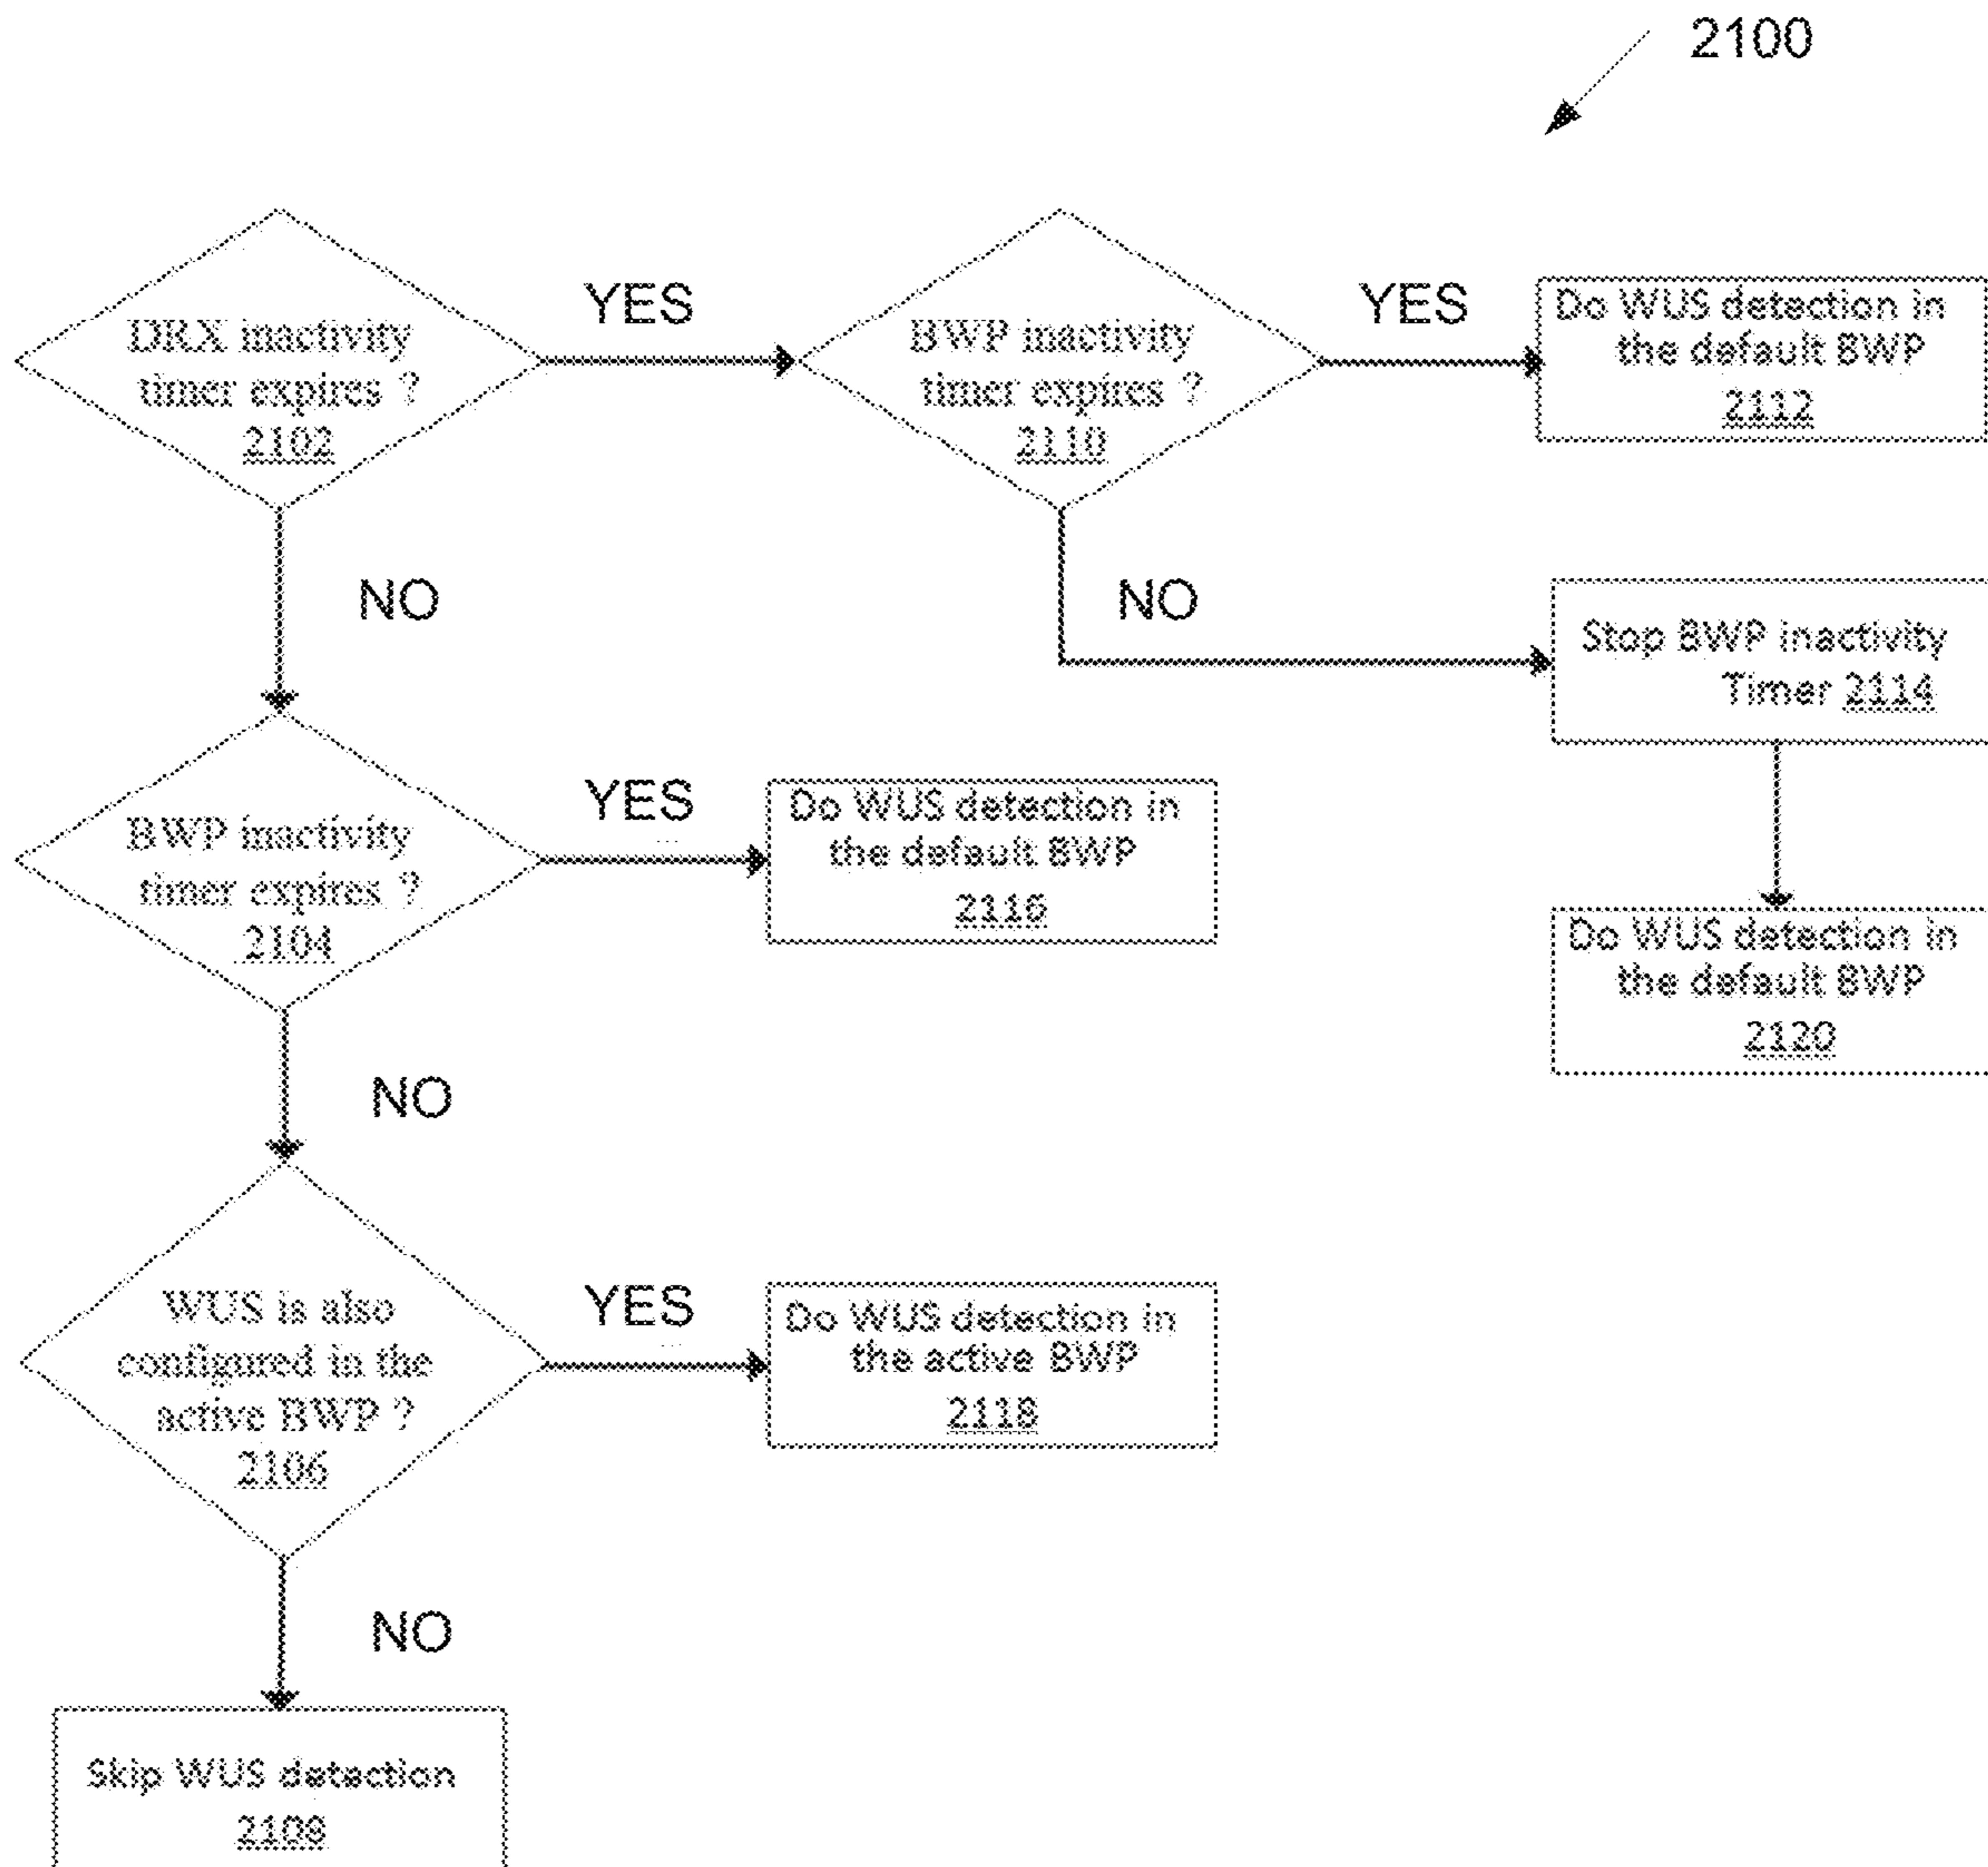 2100
DRX inactivity
timer expires ?
2102
YES
BWP inactivity
timer expires ?
2110
YES
Do WUS detection in
the default BWP
2112
NO
NO
Stop BWP inactivity
Timer 2114
BWP inactivity
timer expires ?
2104
YES
Do WUS detection in
the default BWP
2116
Do WUS detection in
the default BWP
2120
NO
WUS is also
configured in the
active BWP ?
2106
YES
Do WUS detection in
the active BWP
2118
NO
Skip WUS detection
2108